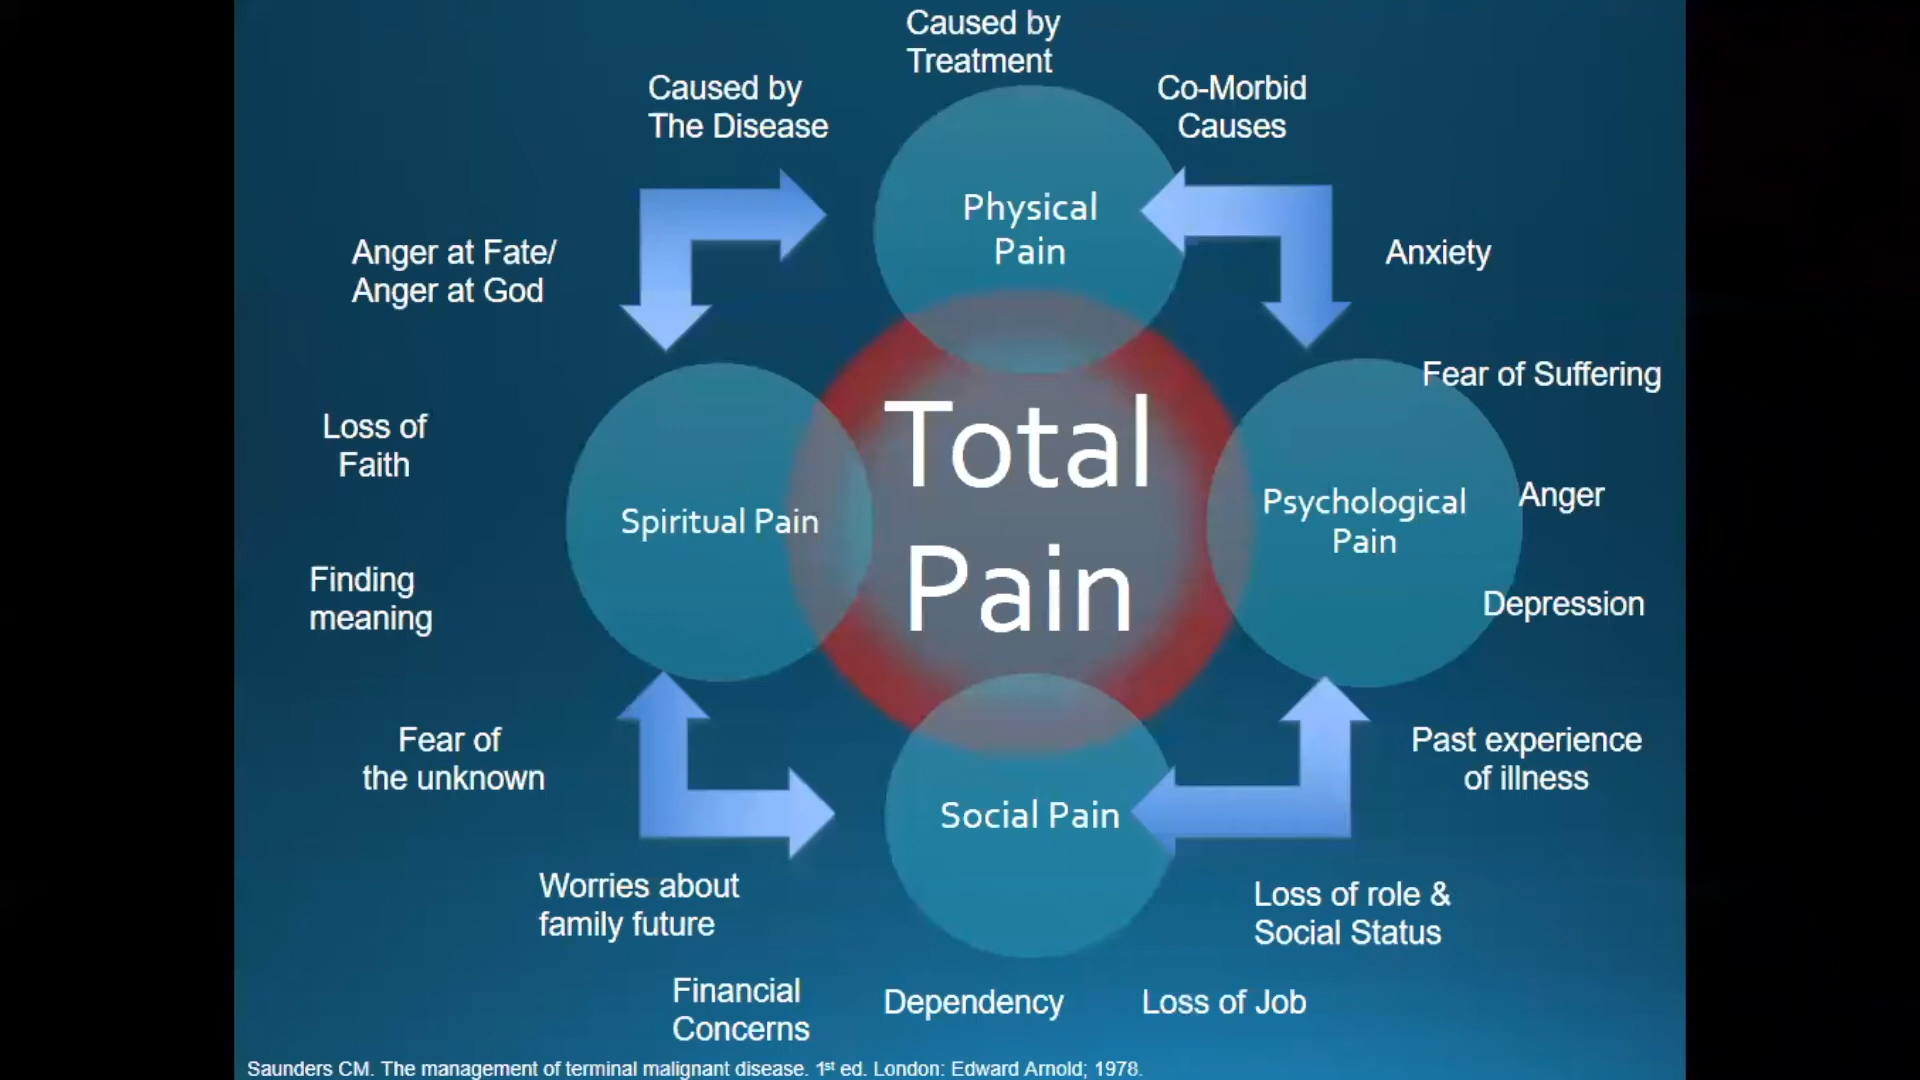 Caused by
Treatment
Caused by
The Disease
Co-Morbid
Causes
Physical
Pain
Anger at Fate/
Anger at God
Anxiety
Fear of Suffering
Loss of
Faith
Total
Pain
Spiritual Pain
Psychological
Pain
Anger
Finding
meaning
Depression
Fear of
the unknown
Past experience
of illness
Social Pain
Worries about
family future
Loss of role &
Social Status
Financial
Concerns
Dependency
Loss of Job
Saunders CM. The management of terminal malignant disease. 1st ed. London: Edward Arnold; 1978.